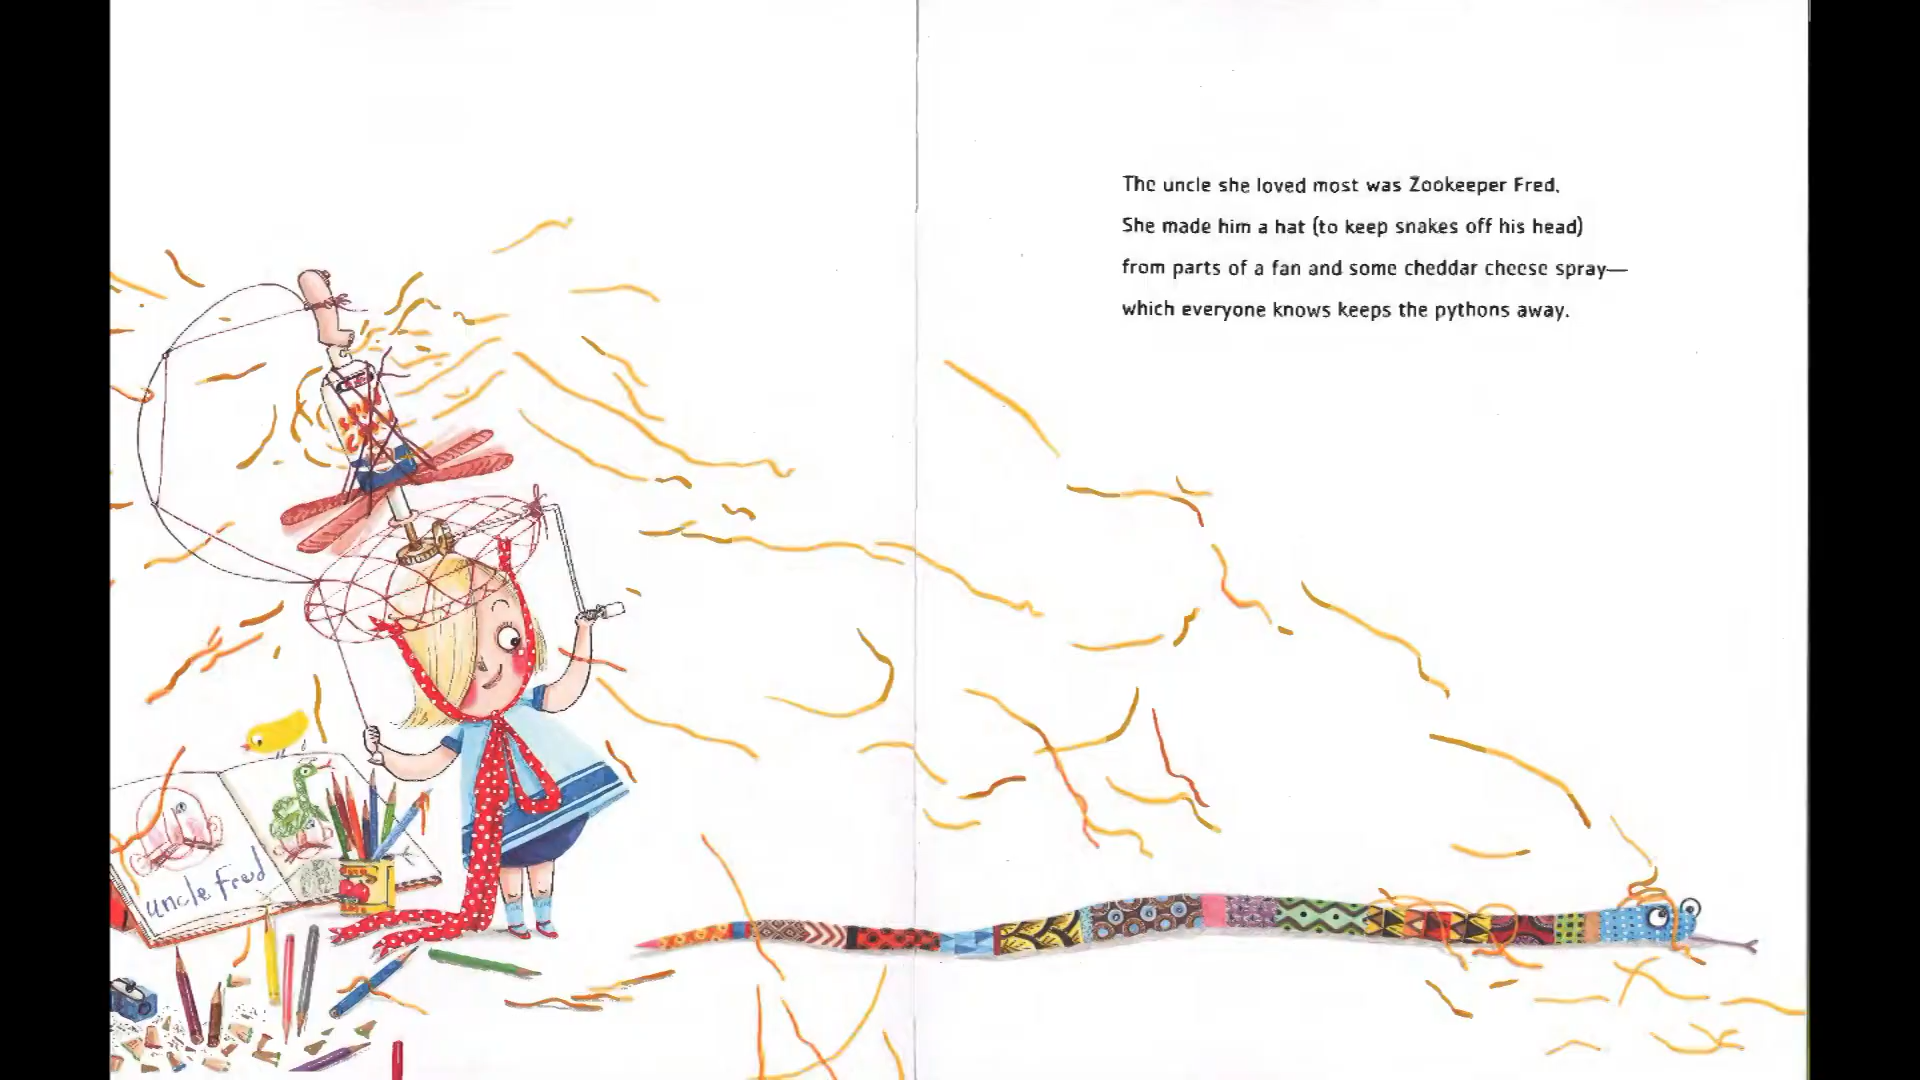 The uncle she loved most was Zookeeper Fred.
She made him a hat (to keep snakes off his head)
from parts of a fan and some cheddar cheese spray—
which everyone knows keeps the pythons away.
uncle Fred